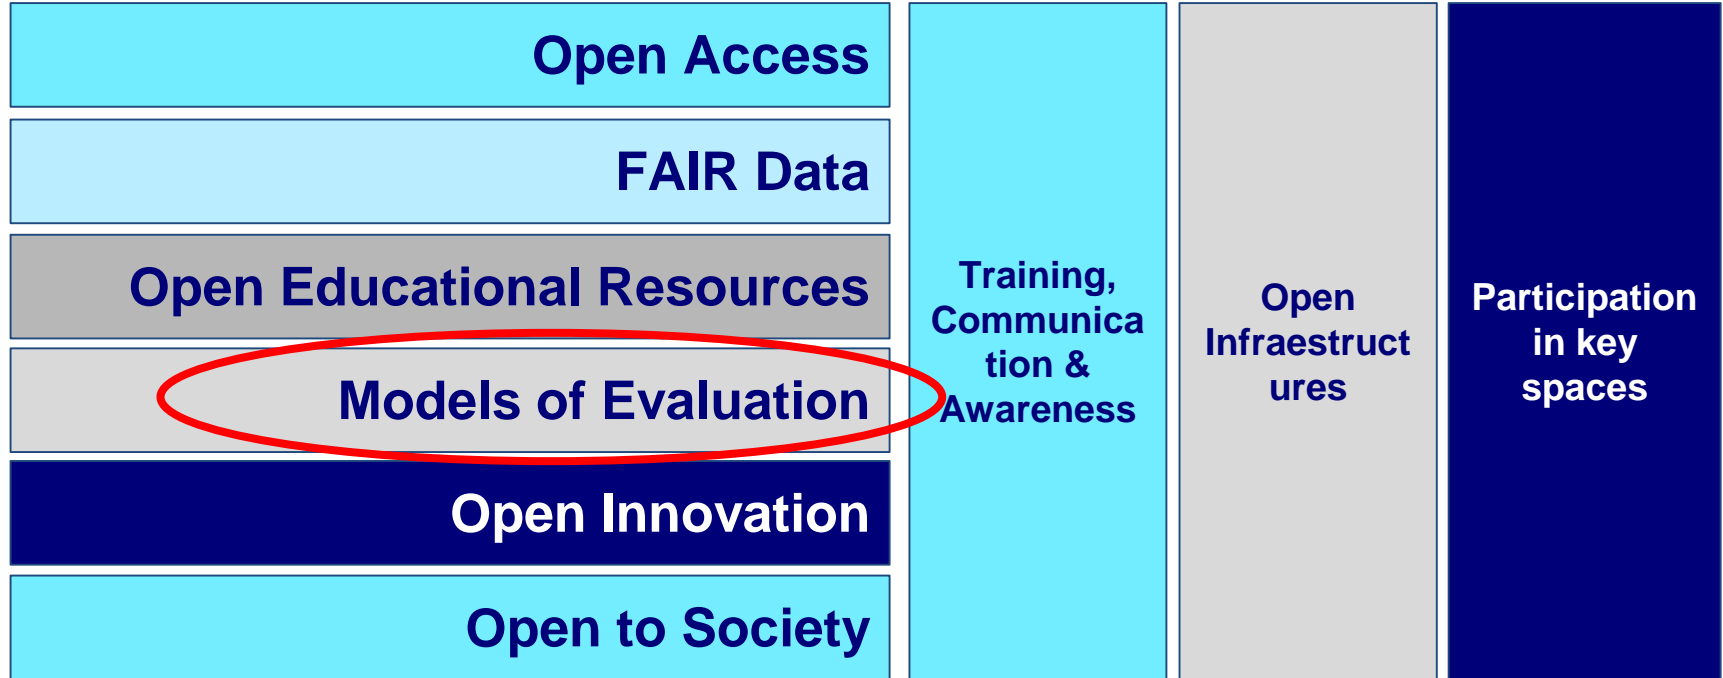 Open Access
FAIR Data
Open Educational Resources
Models of Evaluation
Open Innovation
Open to Society
Training,
Communica
tion &
Awareness
Open
Infraestruct
ures
Participation
in key
spaces